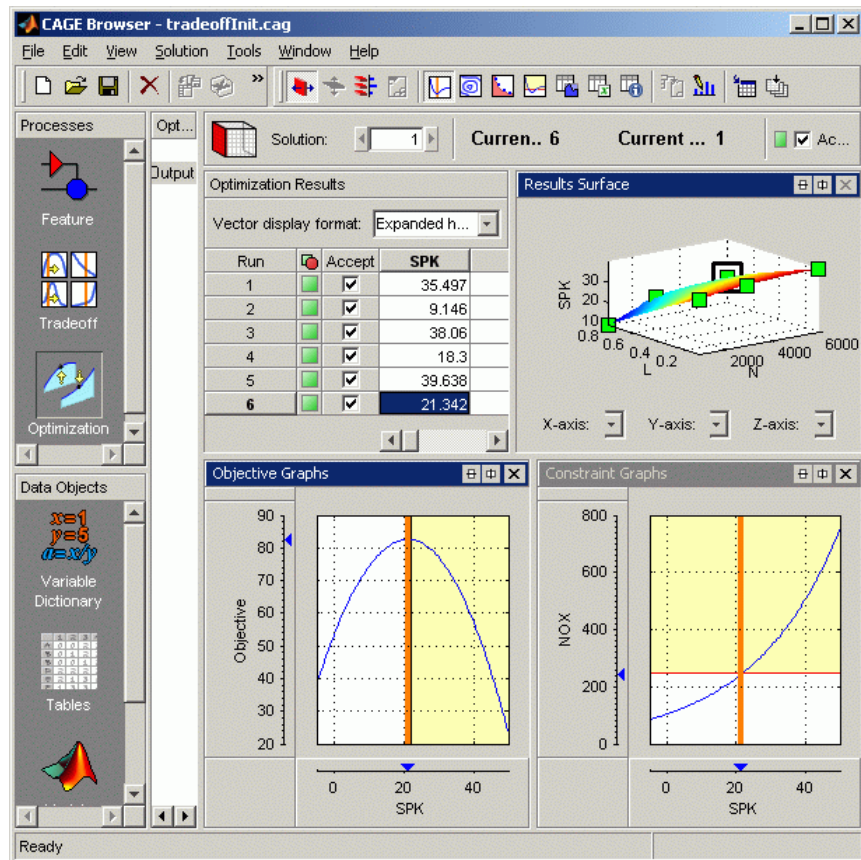 CAGE Browser - tradeoffInit.cag
File Edit View Solution Tools Window Help
»
Processes
Feature
Tradeoff
Optimization
Opt...
Output
Solution: 1 Curren.. 6 Current ... 1 Ac...
Optimization Results
Vector display format: Expanded h...
Run Accept SPK
1 35.497
2 9.146
3 38.06
4 18.3
5 39.638
6 21.342
Results Surface
SPK
30
20
10
0.8
0.6
0.4
0.2
L
2000
4000
6000
N
X-axis: Y-axis: Z-axis:
Data Objects
x=1
y=5
a=x/y
Variable
Dictionary
Tables
Objective Graphs
Objective
90
80
70
60
50
40
30
20
0 20 40
SPK
Constraint Graphs
NOX
800
600
400
200
0
0 20 40
SPK
Ready